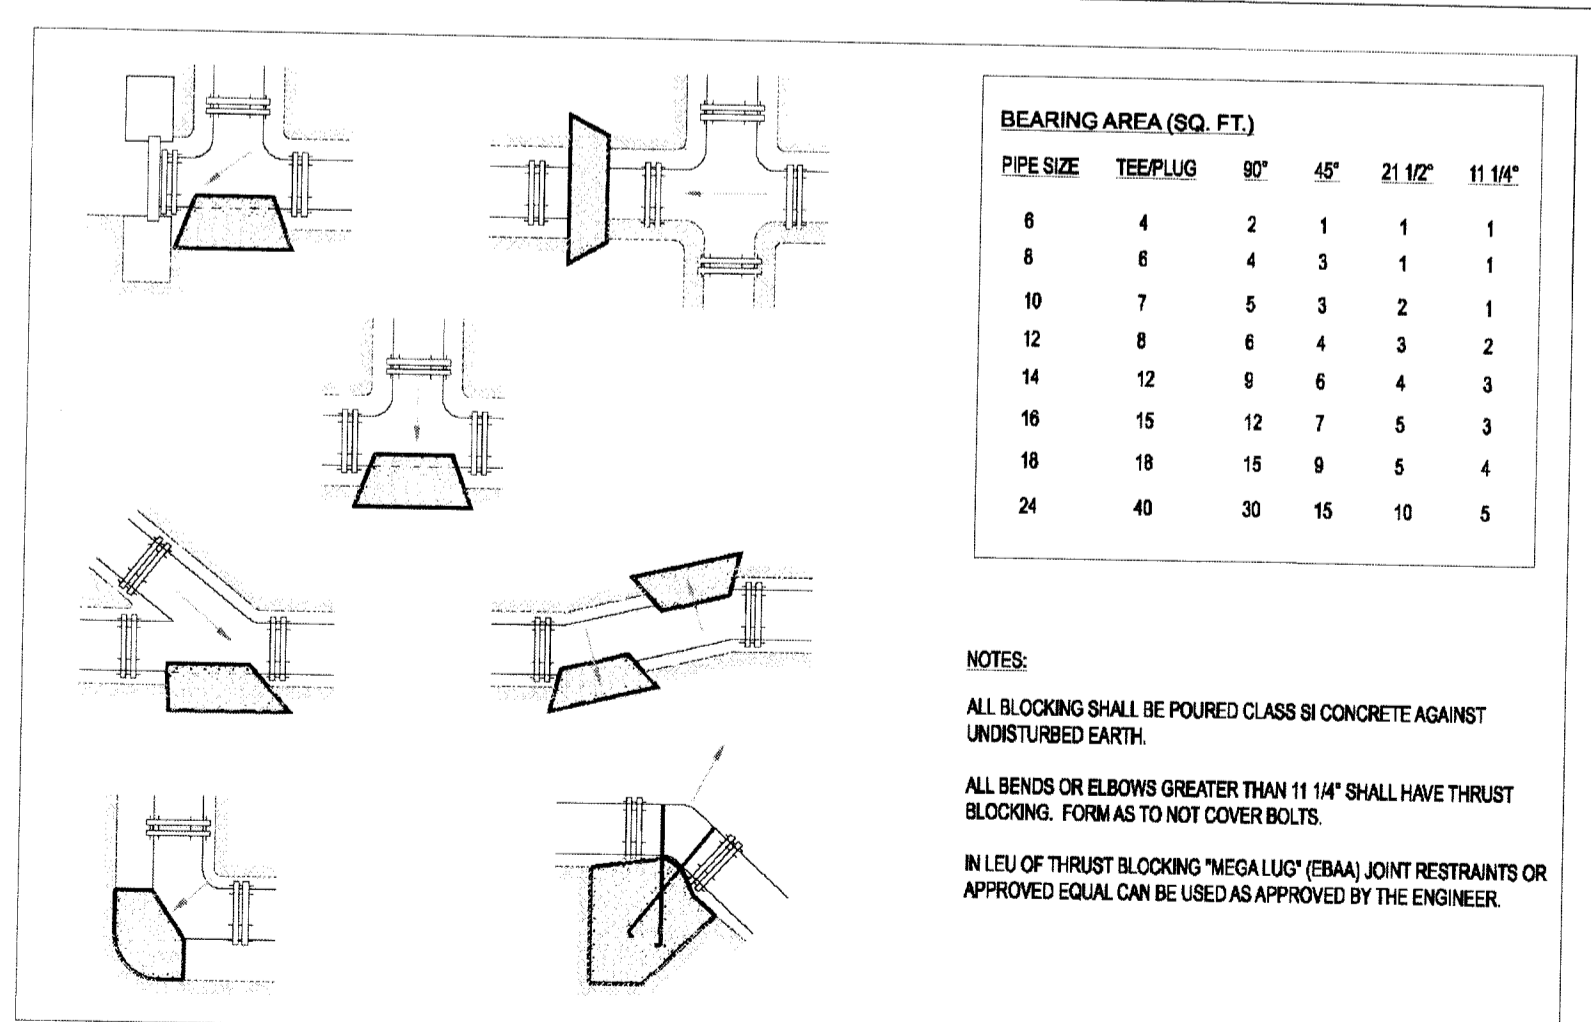 BEARING AREA (SQ. FT.)
PIPE SIZE TEE/PLUG 90° 45° 21 1/2° 11 1/4°
6 4 2 1 1 1
8 6 4 3 1 1
10 7 5 3 2 1
12 8 6 4 3 2
14 12 9 6 4 3
16 15 12 7 5 3
18 18 15 9 5 4
24 40 30 15 10 5
NOTES:
ALL BLOCKING SHALL BE POURED CLASS SI CONCRETE AGAINST
UNDISTURBED EARTH.
ALL BENDS OR ELBOWS GREATER THAN 11 1/4° SHALL HAVE THRUST
BLOCKING. FORM AS TO NOT COVER BOLTS.
IN LEU OF THRUST BLOCKING "MEGA LUG" (EBAA) JOINT RESTRAINTS OR
APPROVED EQUAL CAN BE USED AS APPROVED BY THE ENGINEER.